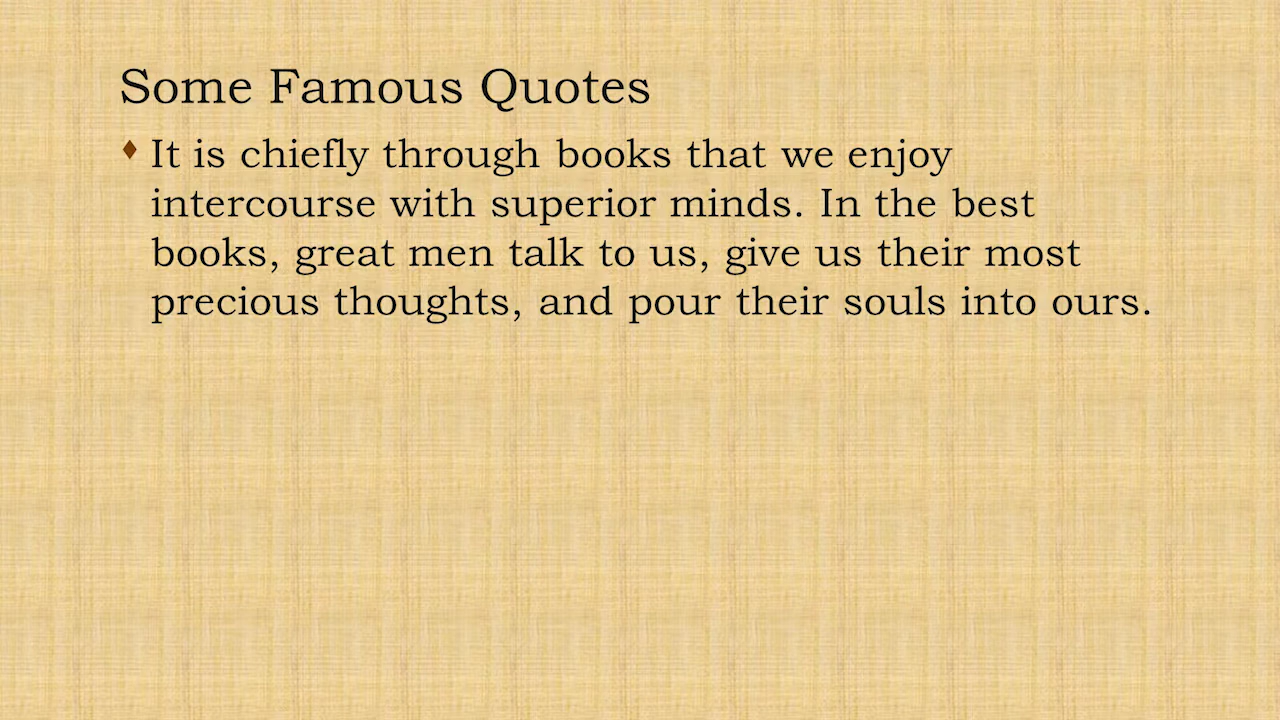 Some Famous Quotes
It is chiefly through books that we enjoy
intercourse with superior minds. In the best
books, great men talk to us, give us their most
precious thoughts, and pour their souls into ours.